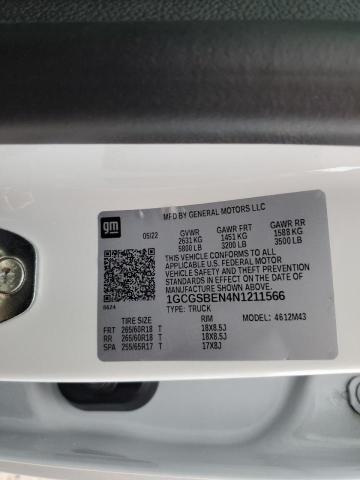 MFD BY GENERAL MOTORS LLC
gm
05/22
GVWR GAWR FRT GAWR RR
2631 KG 1451 KG 1588 KG
5800 LB 3200 LB 3500 LB
THIS VEHICLE CONFORMS TO ALL APPLICABLE
U.S. FEDERAL MOTOR VEHICLE
SAFETY AND THEFT PREVENTION STANDARDS
IN EFFECT ON THE DATE OF
MANUFACTURE SHOWN ABOVE.
6624
1GCGSBEN4N1211566
TYPE: TRUCK
TIRE SIZE RIM MODEL: 4612M43
FRT 265/60R18 T 18X8.5J
RR 265/60R18 T 18X8.5J
SPA 255/65R17 T 17X8J